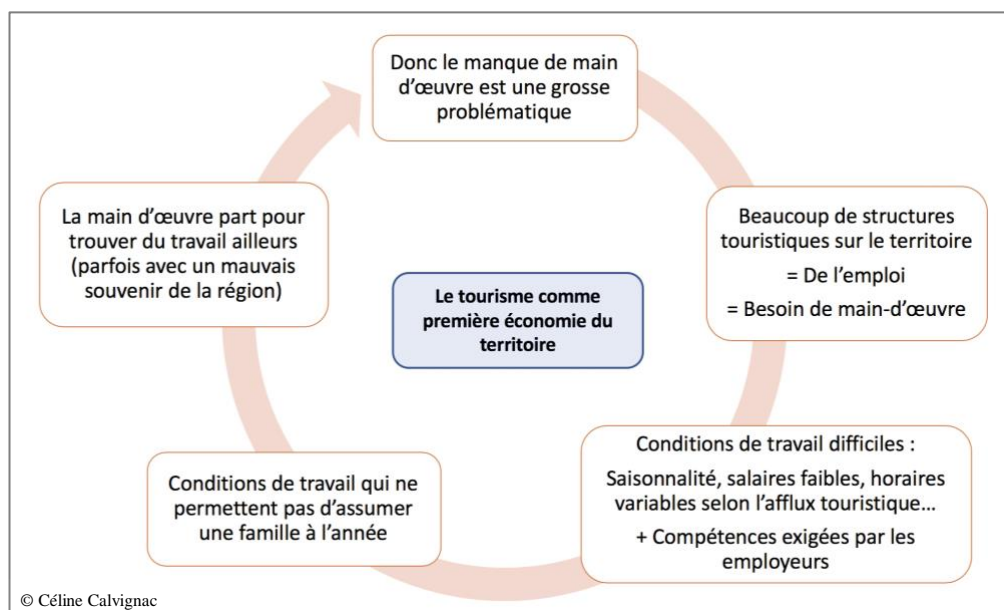 Donc le manque de main
d’œuvre est une grosse
problématique
Beaucoup de structures
touristiques sur le territoire
= De l’emploi
= Besoin de main-d’œuvre
Conditions de travail difficiles :
Saisonnalité, salaires faibles, horaires
variables selon l’afflux touristique…
+ Compétences exigées par les
employeurs
Conditions de travail qui ne
permettent pas d’assumer
une famille à l’année
La main d’œuvre part pour
trouver du travail ailleurs
(parfois avec un mauvais
souvenir de la région)
Le tourisme comme
première économie du
territoire
© Céline Calvignac